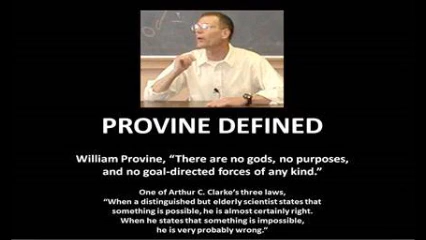 PROVINE DEFINED
William Provine, “There are no gods, no purposes,
and no goal-directed forces of any kind.”
One of Arthur C. Clarke’s three laws,
“When a distinguished but elderly scientist states that
something is possible, he is almost certainly right.
When he states that something is impossible,
he is very probably wrong.”